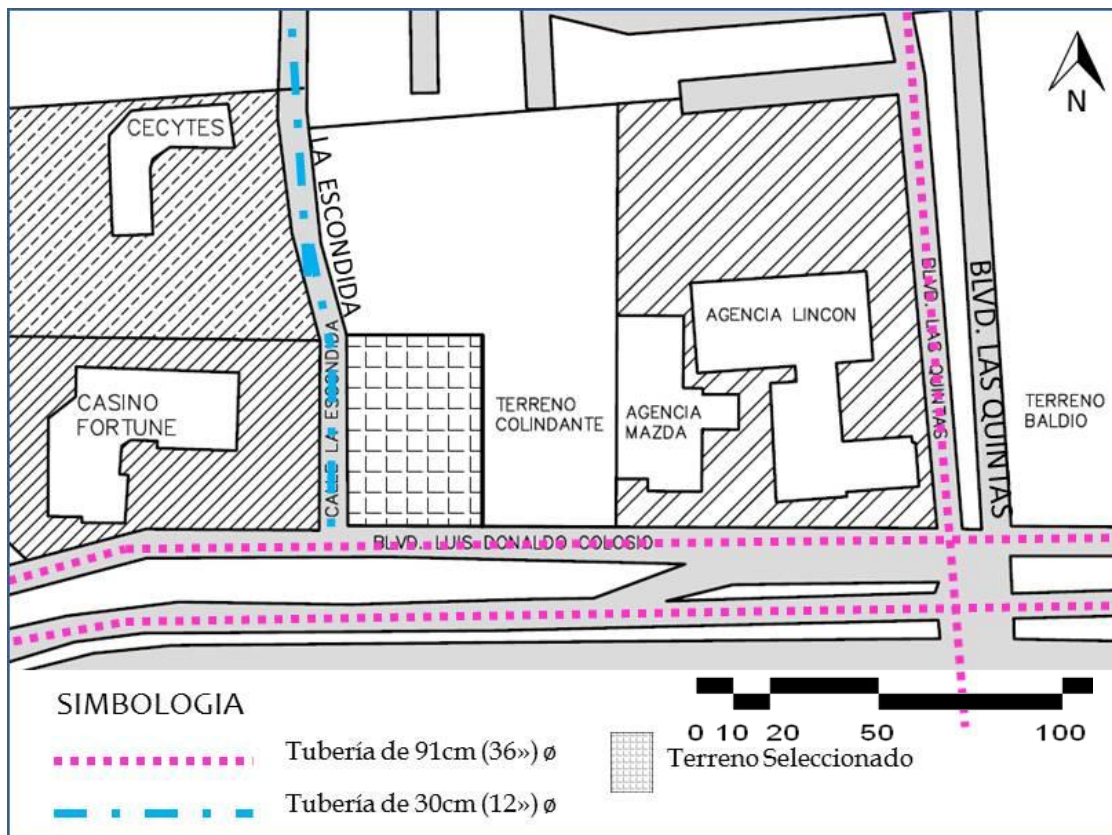 N
CECYTES
LA ESCONDIDA
CALLE LA ESCONDIDA
CASINO
FORTUNE
TERRENO
COLINDANTE
AGENCIA
MAZDA
AGENCIA LINCON
BLVD. LAS QUINTAS
BLVD. LAS QUINTAS
TERRENO
BALDIO
BLVD. LUIS DONALDO COLOSIO
SIMBOLOGIA
Tubería de 91cm (36») ø
Tubería de 30cm (12») ø
Terreno Seleccionado
0 10 20 50 100